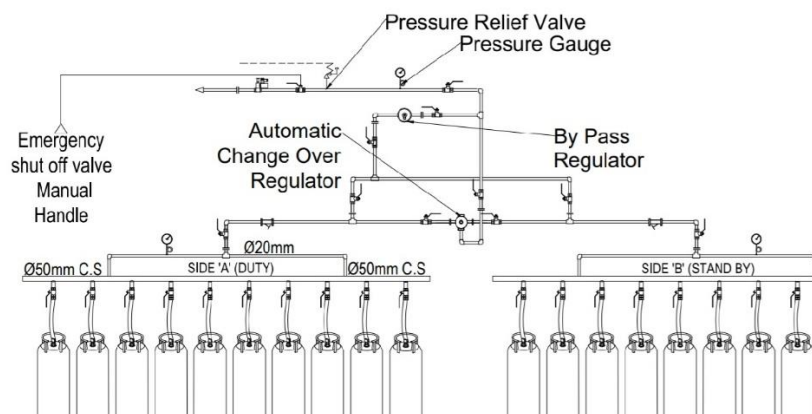 Pressure Relief Valve
Pressure Gauge
Emergency
shut off valve
Manual
Handle
Automatic
Change Over
Regulator
By Pass
Regulator
Ø20mm
Ø50mm C.S
SIDE 'A' (DUTY)
Ø50mm C.S
SIDE 'B' (STAND BY)